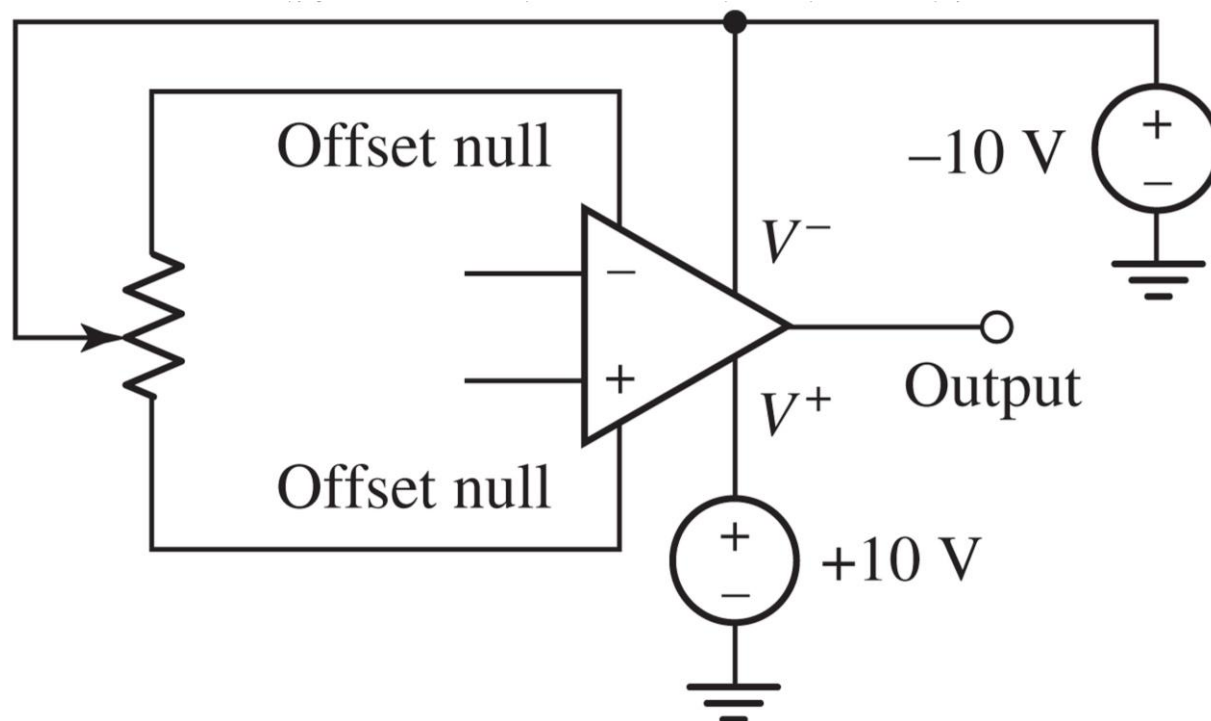 Offset null
+
–10 V
−
V−
−
Output
+
V+
Offset null
+
+10 V
−